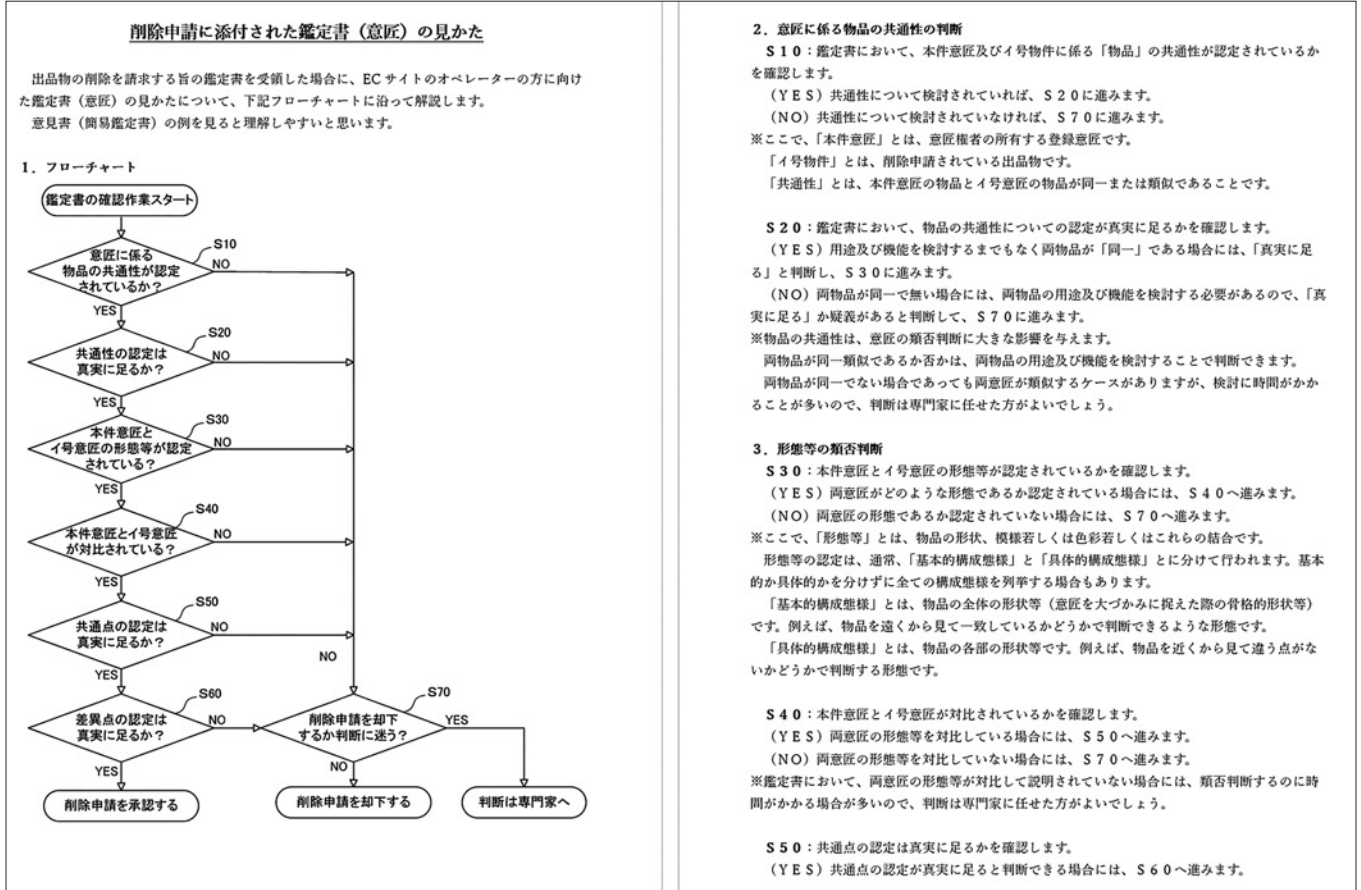 削除申請に添付された鑑定書（意匠）の見かた
出品物の削除を請求する旨の鑑定書を受領した場合に、ECサイトのオペレーターの方に向け
た鑑定書（意匠）の見かたについて、下記フローチャートに沿って解説します。
意見書（簡易鑑定書）の例を見ると理解しやすいと思います。
1．フローチャート
鑑定書の確認作業スタート
S10
意匠に係る
物品の共通性が認定
されているか？
NO
YES
S20
共通性の認定は
真実に足るか？
NO
YES
S30
本件意匠と
イ号意匠の形態等が認定
されている？
NO
YES
S40
本件意匠とイ号意匠
が対比されている？
NO
YES
S50
共通点の認定は
真実に足るか？
NO
NO
YES
S60
差異点の認定は
真実に足るか？
NO
S70
削除申請を却下
するか判断に迷う？
YES
YES
NO
削除申請を承認する
削除申請を却下する
判断は専門家へ
2．意匠に係る物品の共通性の判断
S10：鑑定書において、本件意匠及びイ号物件に係る「物品」の共通性が認定されているか
を確認します。
（YES）共通性について検討されていれば、S20に進みます。
（NO）共通性について検討されていなければ、S70に進みます。
※ここで、「本件意匠」とは、意匠権者の所有する登録意匠です。
「イ号物件」とは、削除申請されている出品物です。
「共通性」とは、本件意匠の物品とイ号意匠の物品が同一または類似であることです。
S20：鑑定書において、物品の共通性についての認定が真実に足るかを確認します。
（YES）用途及び機能を検討するまでもなく両物品が「同一」である場合には、「真実に足
る」と判断し、S30に進みます。
（NO）両物品が同一で無い場合には、両物品の用途及び機能を検討する必要があるので、「真
実に足る」か疑義があると判断して、S70に進みます。
※物品の共通性は、意匠の類否判断に大きな影響を与えます。
両物品が同一類似であるか否かは、両物品の用途及び機能を検討することで判断できます。
両物品が同一でない場合であっても両意匠が類似するケースがありますが、検討に時間がかか
ることが多いので、判断は専門家に任せた方がよいでしょう。
3．形態等の類否判断
S30：本件意匠とイ号意匠の形態等が認定されているかを確認します。
（YES）両意匠がどのような形態であるか認定されている場合には、S40へ進みます。
（NO）両意匠の形態であるか認定されていない場合には、S70へ進みます。
※ここで、「形態等」とは、物品の形状、模様若しくは色彩若しくはこれらの結合です。
形態等の認定は、通常、「基本的構成態様」と「具体的構成態様」とに分けて行われます。基本
的か具体的かを分けずに全ての構成態様を列挙する場合もあります。
「基本的構成態様」とは、物品の全体の形状等（意匠を大づかみに捉えた際の骨格的形状等）
です。例えば、物品を遠くから見て一致しているかどうかで判断できるような形態です。
「具体的構成態様」とは、物品の各部の形状等です。例えば、物品を近くから見て違う点がな
いかどうかで判断する形態です。
S40：本件意匠とイ号意匠が対比されているかを確認します。
（YES）両意匠の形態等を対比している場合には、S50へ進みます。
（NO）両意匠の形態等を対比していない場合には、S70へ進みます。
※鑑定書において、両意匠の形態等が対比して説明されていない場合には、類否判断するのに時
間がかかる場合が多いので、判断は専門家に任せた方がよいでしょう。
S50：共通点の認定は真実に足るかを確認します。
（YES）共通点の認定が真実に足ると判断できる場合には、S60へ進みます。